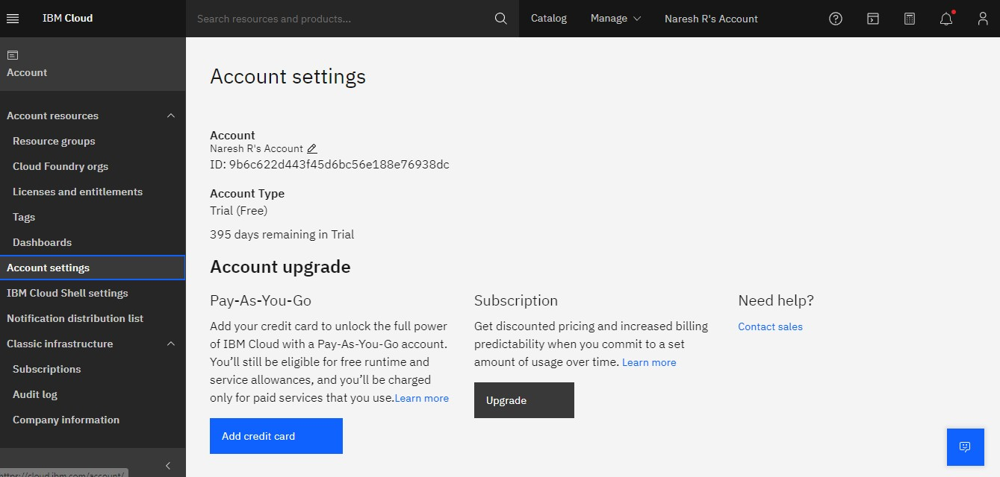 IBM Cloud
Search resources and products...
Catalog
Manage
Naresh R's Account
Account
Account resources
Resource groups
Cloud Foundry orgs
Licenses and entitlements
Tags
Dashboards
Account settings
IBM Cloud Shell settings
Notification distribution list
Classic infrastructure
Subscriptions
Audit log
Company information
https://cloud.ibm.com/account/
Account settings
Account
Naresh R's Account
ID: 9b6c622d443f45d6bc56e188e76938dc
Account Type
Trial (Free)
395 days remaining in Trial
Account upgrade
Pay-As-You-Go
Add your credit card to unlock the full power
of IBM Cloud with a Pay-As-You-Go account.
You’ll still be eligible for free runtime and
service allowances, and you’ll be charged
only for paid services that you use.Learn more
Add credit card
Subscription
Get discounted pricing and increased billing
predictability when you commit to a set
amount of usage over time. Learn more
Upgrade
Need help?
Contact sales